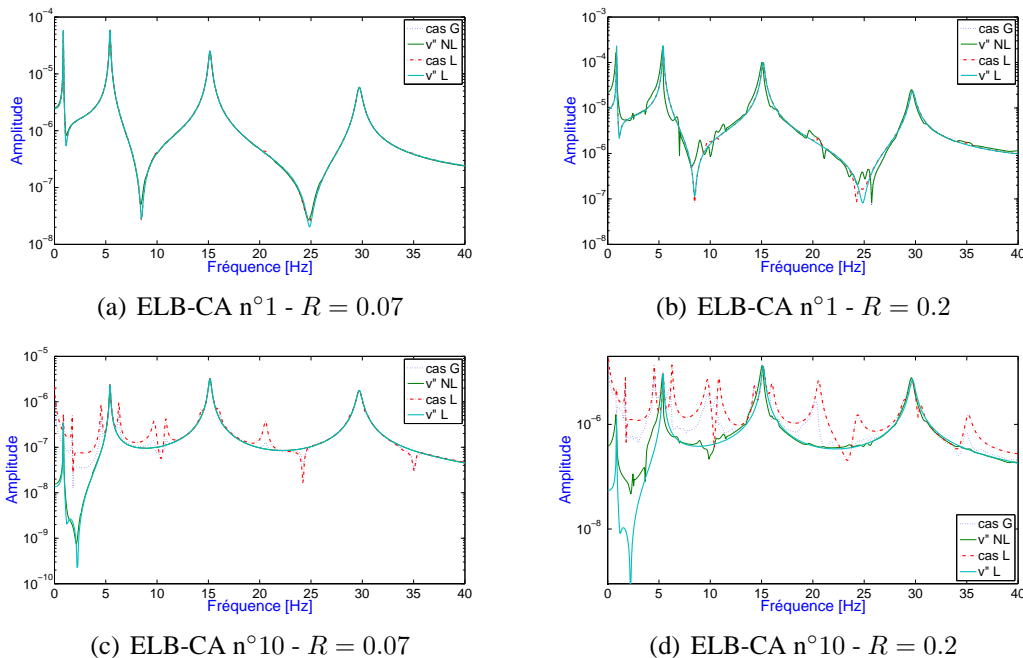 10⁻⁴
10⁻⁵
10⁻⁶
10⁻⁷
10⁻⁸
Amplitude
0 5 10 15 20 25 30 35 40
Fréquence [Hz]
cas G
v" NL
cas L
v" L
(a) ELB-CA n°1 - R = 0.07
10⁻³
10⁻⁴
10⁻⁵
10⁻⁶
10⁻⁷
10⁻⁸
Amplitude
0 5 10 15 20 25 30 35 40
Fréquence [Hz]
cas G
v" NL
cas L
v" L
(b) ELB-CA n°1 - R = 0.2
10⁻⁵
10⁻⁶
10⁻⁷
10⁻⁸
10⁻⁹
10⁻¹⁰
Amplitude
0 5 10 15 20 25 30 35 40
Fréquence [Hz]
cas G
v" NL
cas L
v" L
(c) ELB-CA n°10 - R = 0.07
10⁻⁶
10⁻⁸
Amplitude
0 5 10 15 20 25 30 35 40
Fréquence [Hz]
cas G
v" NL
cas L
v" L
(d) ELB-CA n°10 - R = 0.2